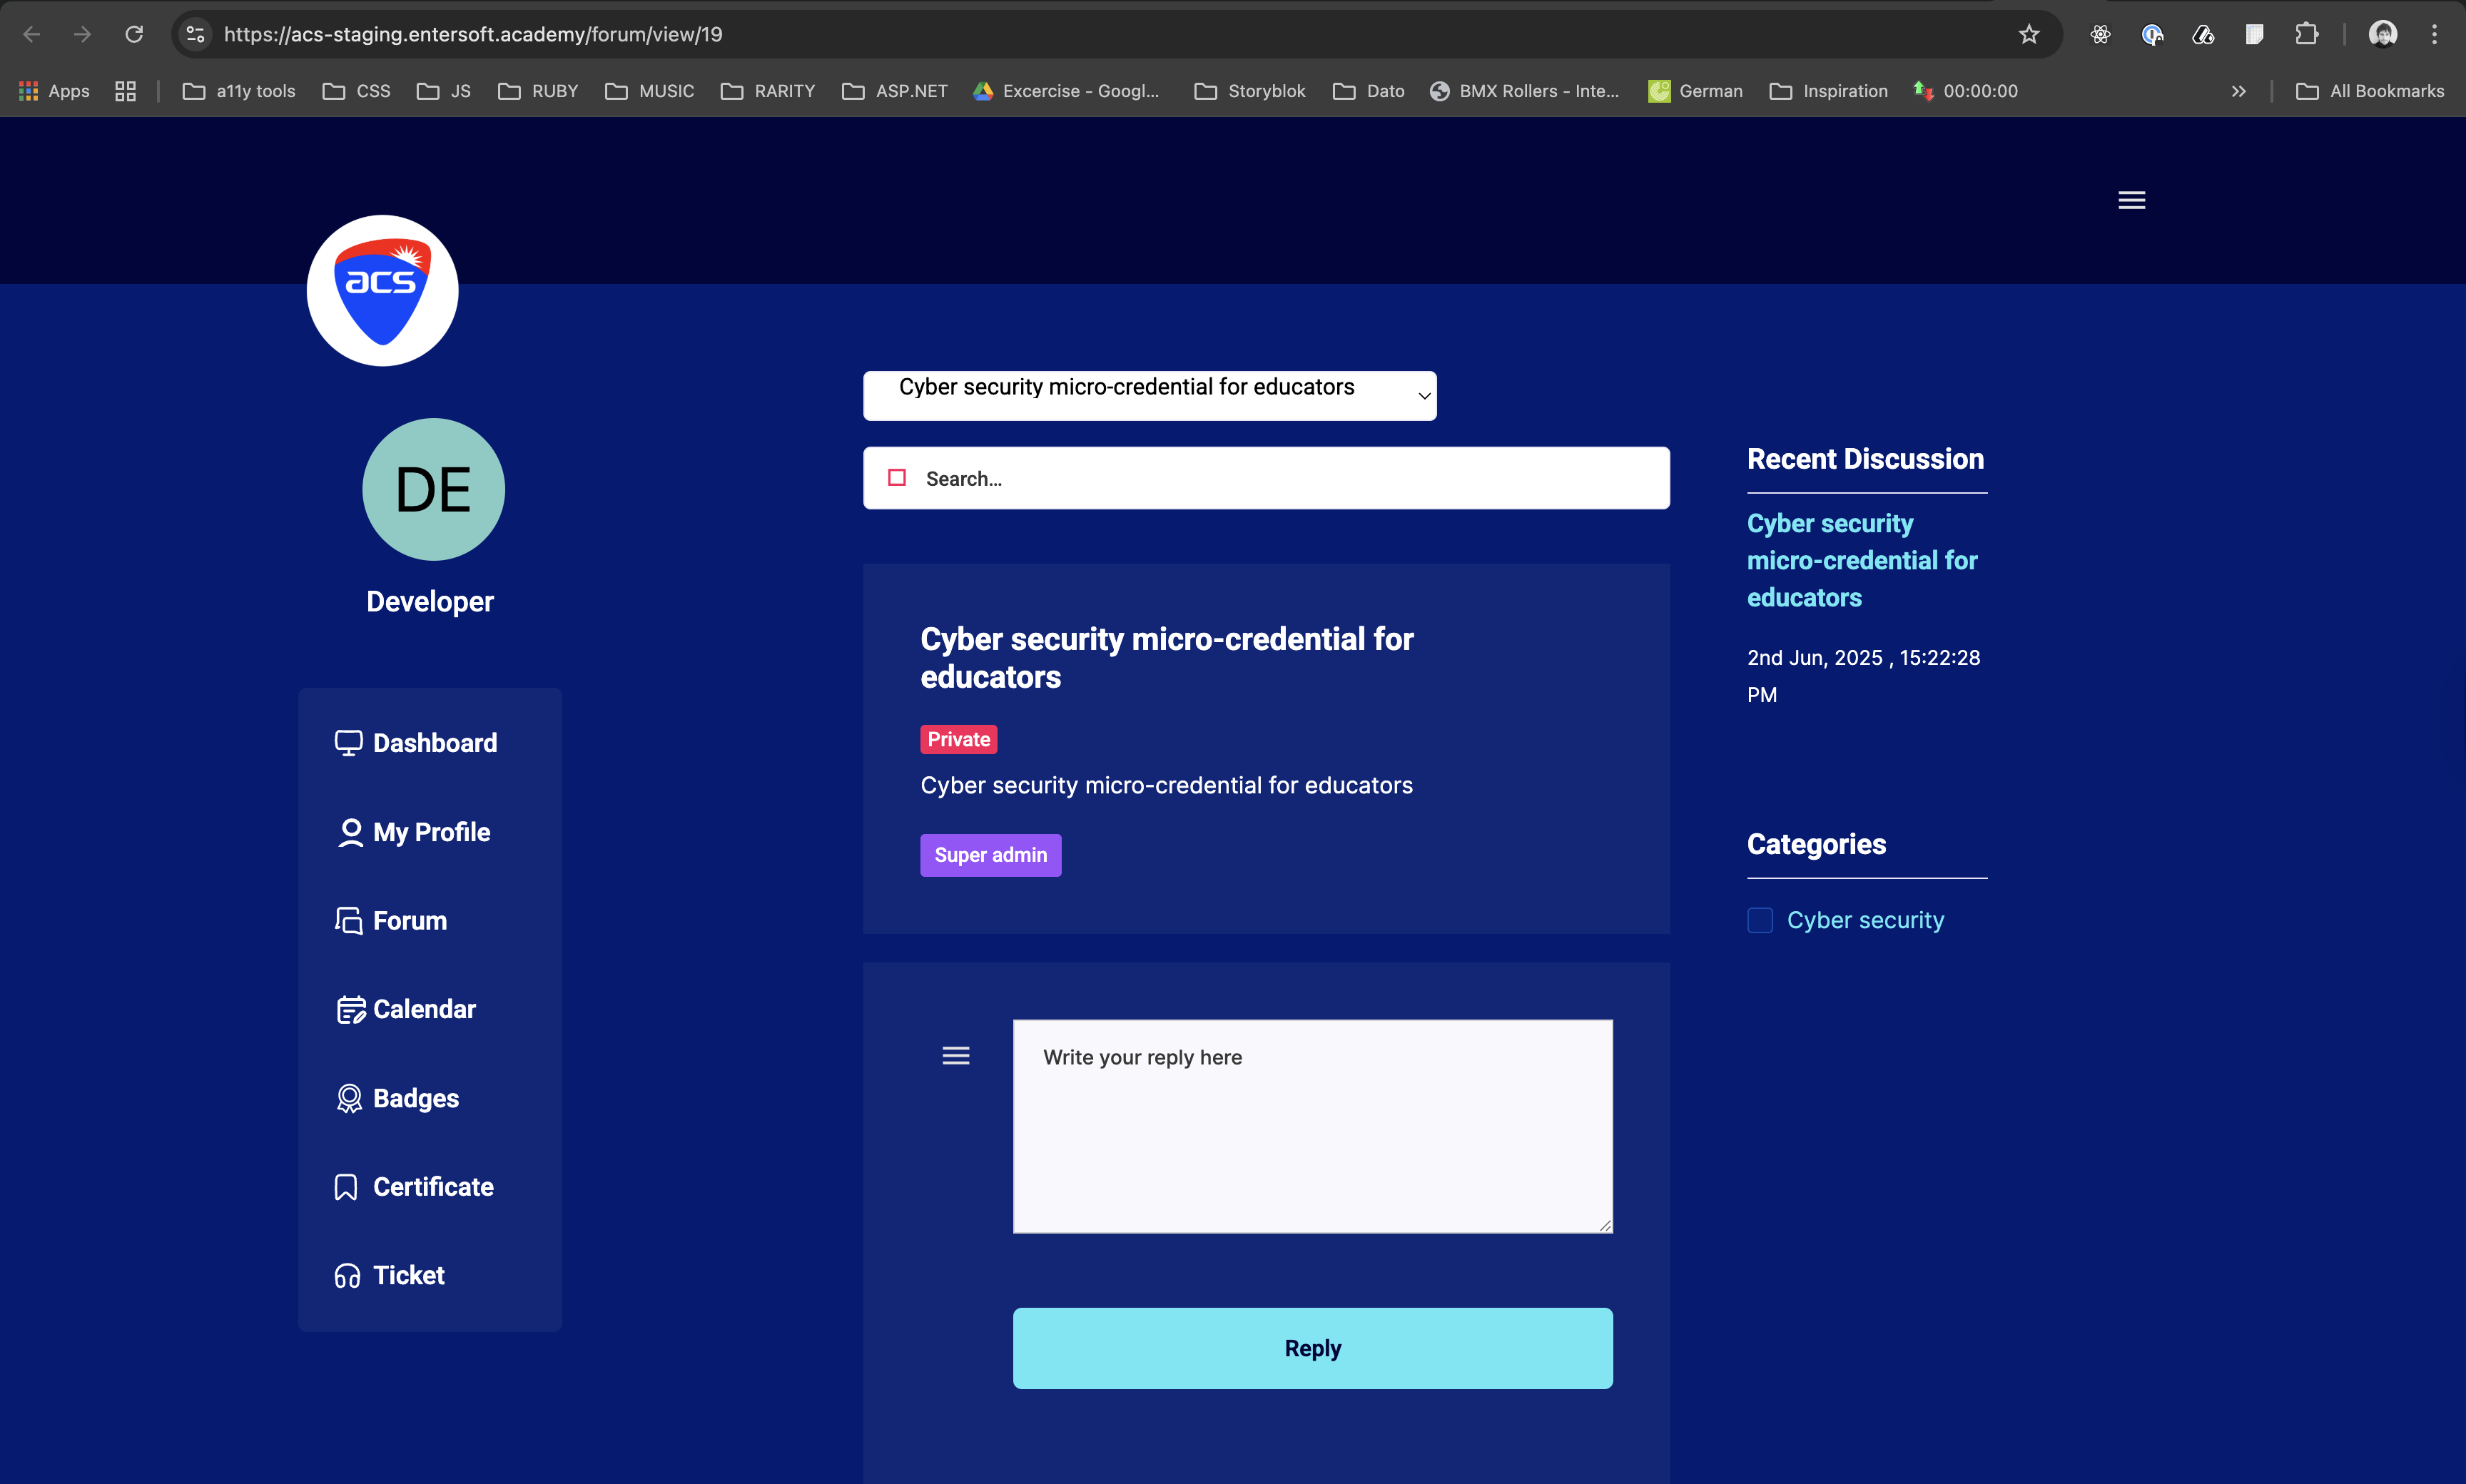 https://acs-staging.entersoft.academy/forum/view/19
Apps
a11y tools
CSS
JS
RUBY
MUSIC
RARITY
ASP.NET
Excercise - Googl...
Storyblok
Dato
BMX Rollers - Inte...
German
Inspiration
00:00:00
All Bookmarks
acs
DE
Developer
Dashboard
My Profile
Forum
Calendar
Badges
Certificate
Ticket
Cyber security micro-credential for educators
Search...
Cyber security micro-credential for
educators
Private
Cyber security micro-credential for educators
Super admin
Write your reply here
Reply
Recent Discussion
Cyber security
micro-credential for
educators
2nd Jun, 2025 , 15:22:28
PM
Categories
Cyber security